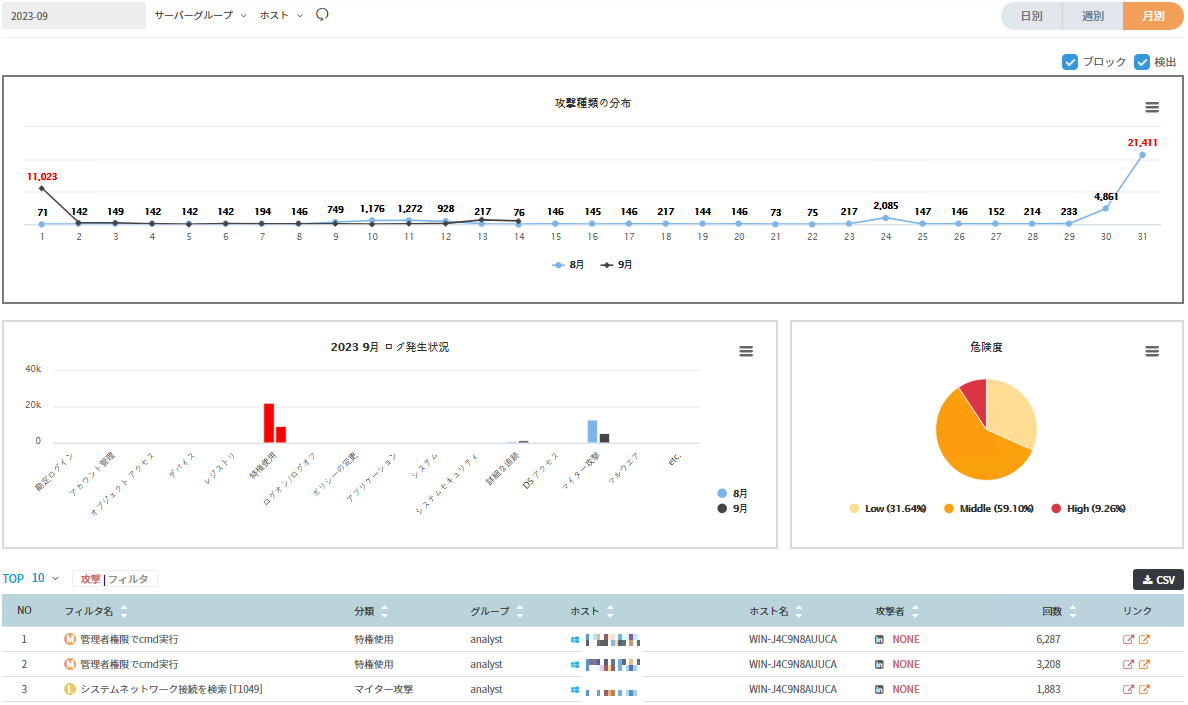 2023-09 サーバーグループ ホスト 日別 週別 月別
ブロック 検出
攻撃種類の分布
21,411
11,023
71 142 149 142 142 142 194 146 749 1,176 1,272 928 217 76 146 145 146 217 144 146 73 75 217 2,085 147 146 152 214 233 4,861
1 2 3 4 5 6 7 8 9 10 11 12 13 14 15 16 17 18 19 20 21 22 23 24 25 26 27 28 29 30 31
8月 9月
2023 9月 ログ発生状況
40k
20k
0
勘定ログイン アカウント管理 オブジェクト アクセス デバイス レジストリ 特権使用 ログオン/ログオフ ポリシーの変更 アプリケーション システム システムセキュリティ 詳細な追跡 DS アクセス マイター攻撃 マルウエア etc.
8月
9月
危険度
Low (31.64%) Middle (59.10%) High (9.26%)
TOP 10 攻撃 | フィルタ CSV
NO フィルタ名 分類 グループ ホスト ホスト名 攻撃者 回数 リンク
1 M 管理者権限でcmd実行 特権使用 analyst WIN-J4C9N8AUUCA in NONE 6,287
2 M 管理者権限でcmd実行 特権使用 analyst WIN-J4C9N8AUUCA in NONE 3,208
3 L システムネットワーク接続を検索 [T1049] マイター攻撃 analyst WIN-J4C9N8AUUCA in NONE 1,883